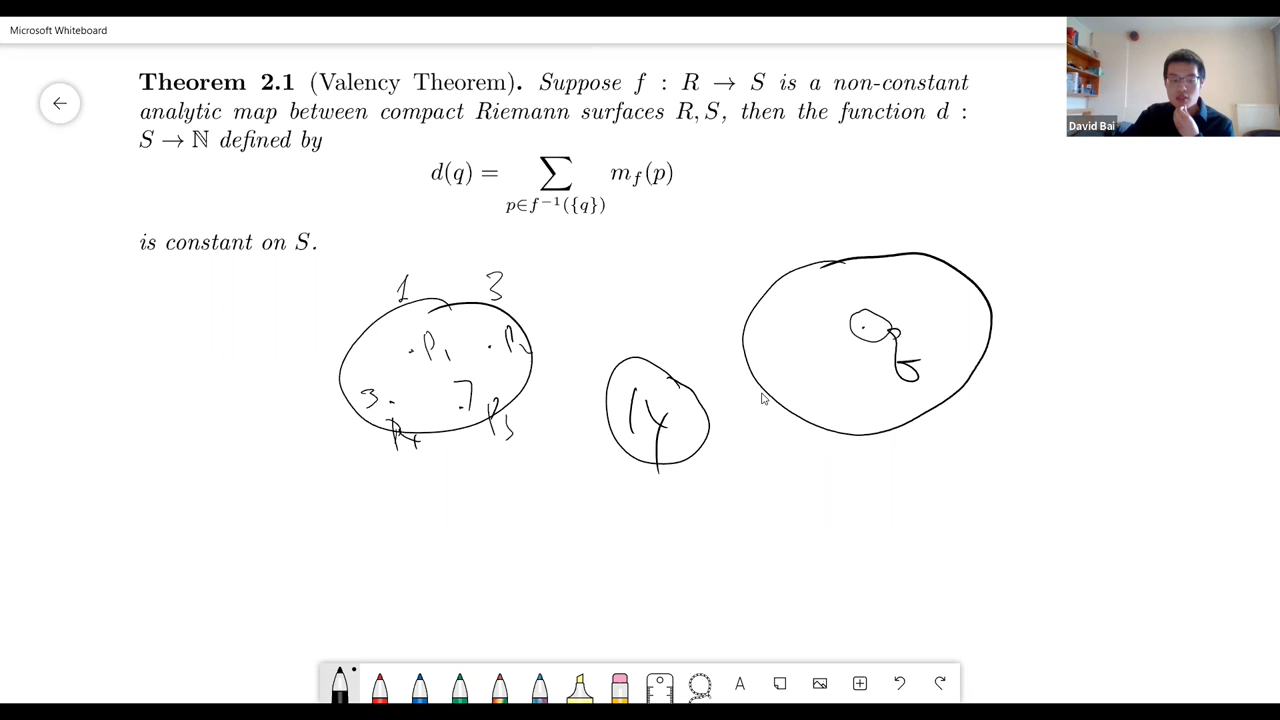 Microsoft Whiteboard
David Bai
Theorem 2.1 (Valency Theorem). Suppose f : R → S is a non-constant
analytic map between compact Riemann surfaces R, S, then the function d :
S → ℕ defined by
d(q) = ∑ m_f(p)
p∈f⁻¹({q})
is constant on S.
1 3
P₁ P₂
3 7
P₄ P₃
14
A